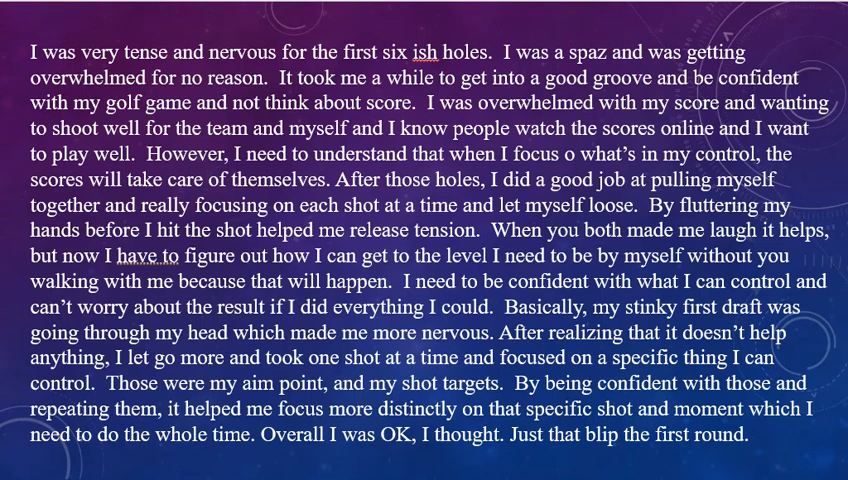 I was very tense and nervous for the first six ish holes.  I was a spaz and was getting
overwhelmed for no reason.  It took me a while to get into a good groove and be confident
with my golf game and not think about score.  I was overwhelmed with my score and wanting
to shoot well for the team and myself and I know people watch the scores online and I want
to play well.  However, I need to understand that when I focus o what’s in my control, the
scores will take care of themselves. After those holes, I did a good job at pulling myself
together and really focusing on each shot at a time and let myself loose.  By fluttering my
hands before I hit the shot helped me release tension.  When you both made me laugh it helps,
but now I have to figure out how I can get to the level I need to be by myself without you
walking with me because that will happen.  I need to be confident with what I can control and
can’t worry about the result if I did everything I could.  Basically, my stinky first draft was
going through my head which made me more nervous. After realizing that it doesn’t help
anything, I let go more and took one shot at a time and focused on a specific thing I can
control.  Those were my aim point, and my shot targets.  By being confident with those and
repeating them, it helped me focus more distinctly on that specific shot and moment which I
need to do the whole time. Overall I was OK, I thought. Just that blip the first round.